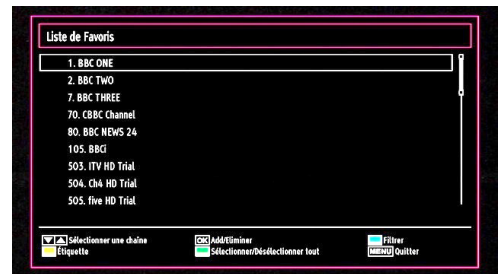 Liste de Favoris
1. BBC ONE
2. BBC TWO
7. BBC THREE
70. CBBC Channel
80. BBC NEWS 24
105. BBCi
503. ITV HD Trial
504. Ch4 HD Trial
505. five HD Trial
Sélectionner une chaîne OK Add/Eliminer Filtrer
Étiquette Sélectionner/Désélectionner tout MENU Quitter